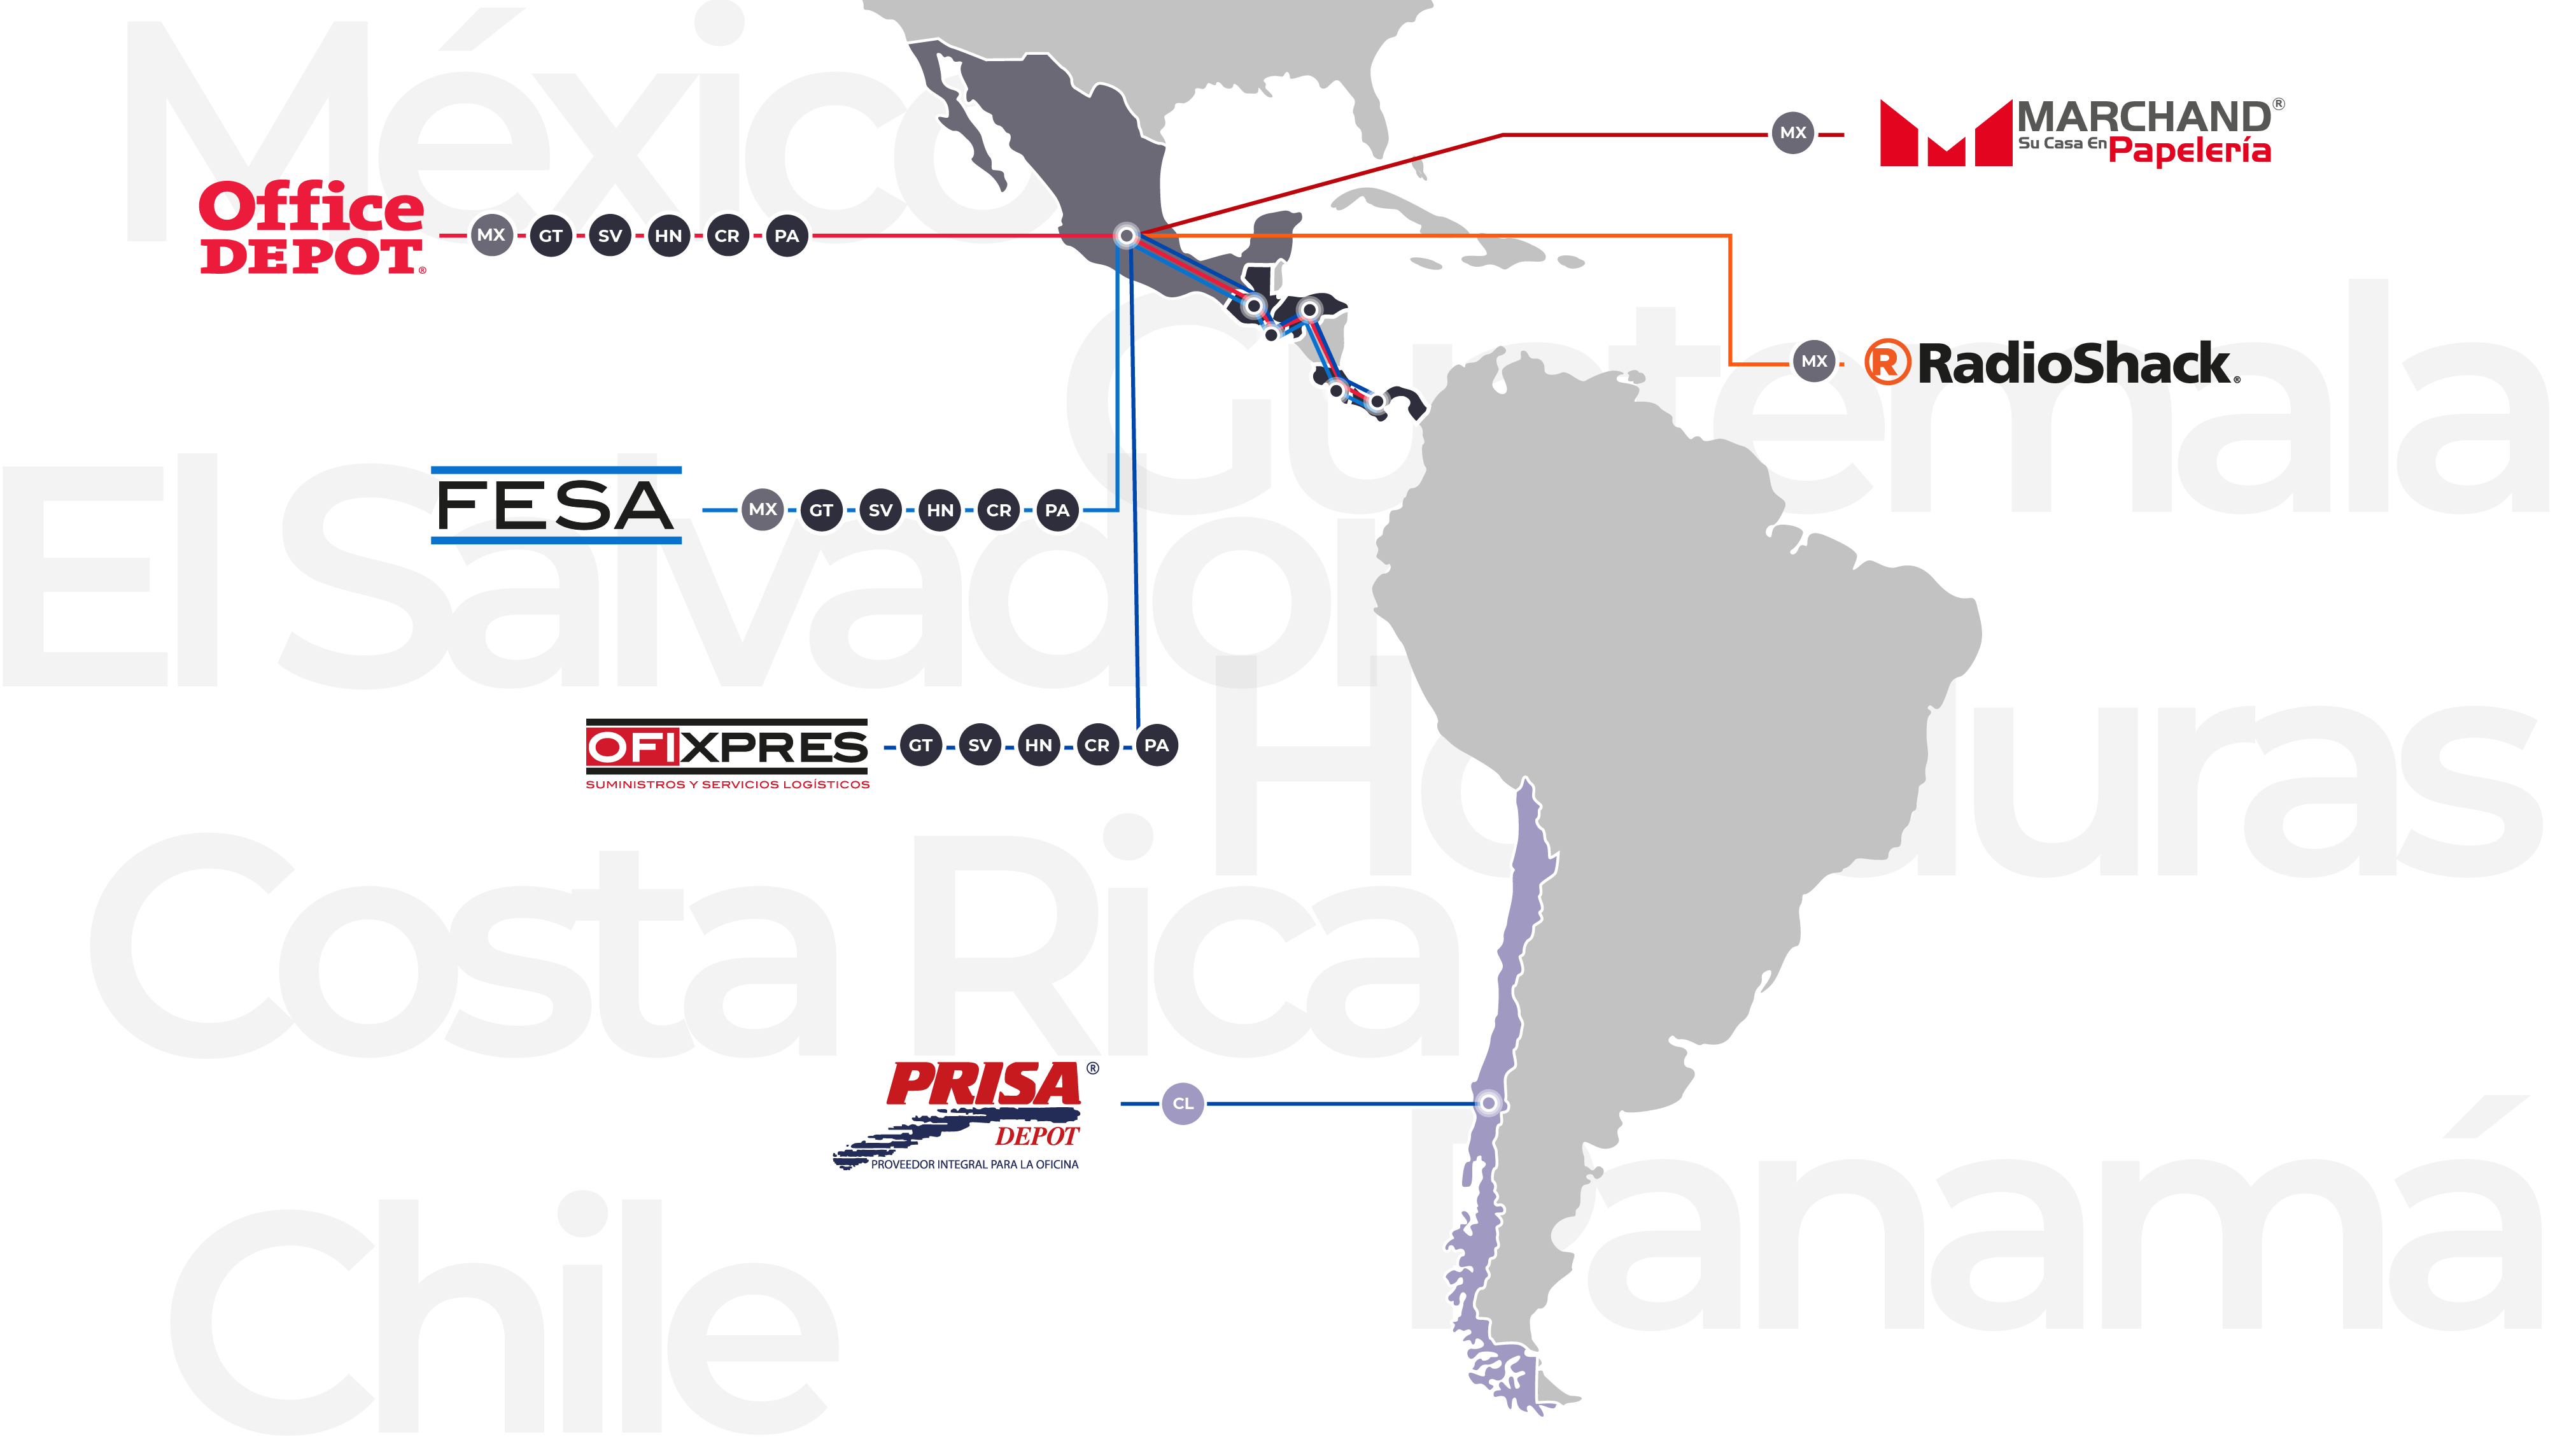 México
MARCHAND®
Su Casa En Papelería
MX
Office
DEPOT®
MX GT SV HN CR PA
Guatemala
MX
RadioShack®
El Salvador
FESA
MX GT SV HN CR PA
Honduras
OFIXPRES
SUMINISTROS Y SERVICIOS LOGÍSTICOS
GT SV HN CR PA
Costa Rica
PRISA®
DEPOT
PROVEEDOR INTEGRAL PARA LA OFICINA
CL
Panamá
Chile